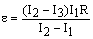 ε = (I₂ − I₃)I₁R / I₂ − I₁